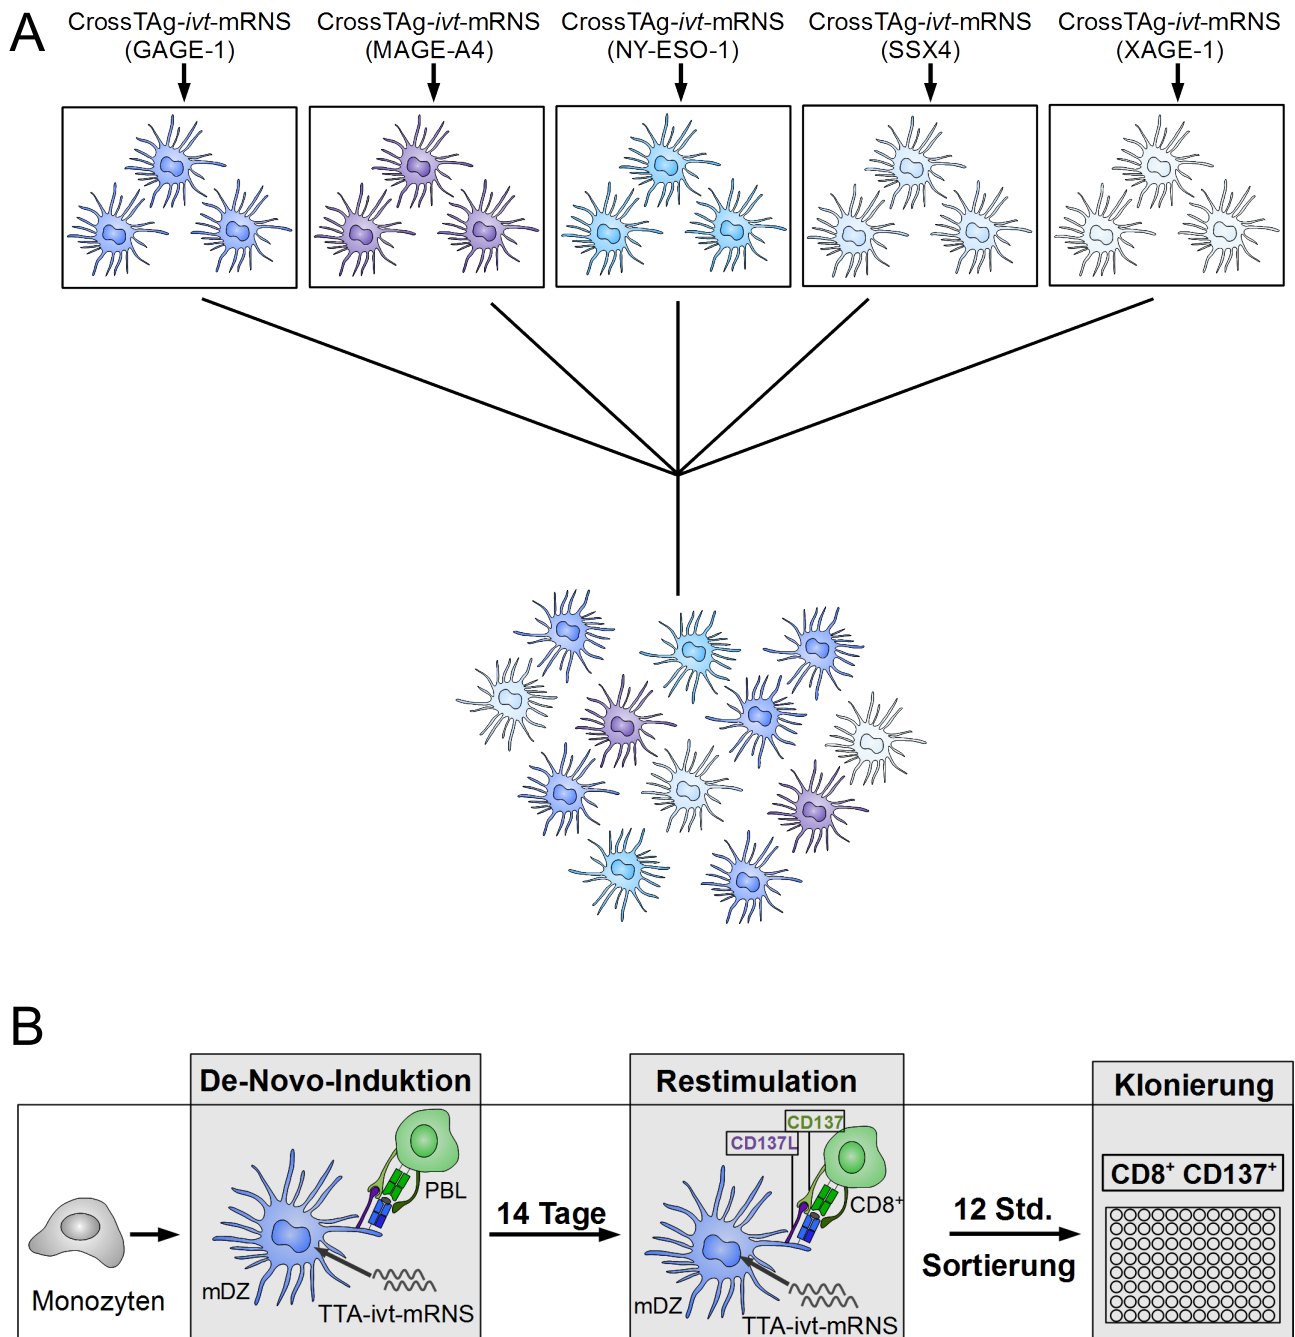 A
CrossTAg-ivt-mRNS
(GAGE-1)
CrossTAg-ivt-mRNS
(MAGE-A4)
CrossTAg-ivt-mRNS
(NY-ESO-1)
CrossTAg-ivt-mRNS
(SSX4)
CrossTAg-ivt-mRNS
(XAGE-1)
B
Monozyten
De-Novo-Induktion
PBL
mDZ
TTA-ivt-mRNS
14 Tage
Restimulation
CD137
CD137L
CD8⁺
mDZ
TTA-ivt-mRNS
12 Std.
Sortierung
Klonierung
CD8⁺ CD137⁺